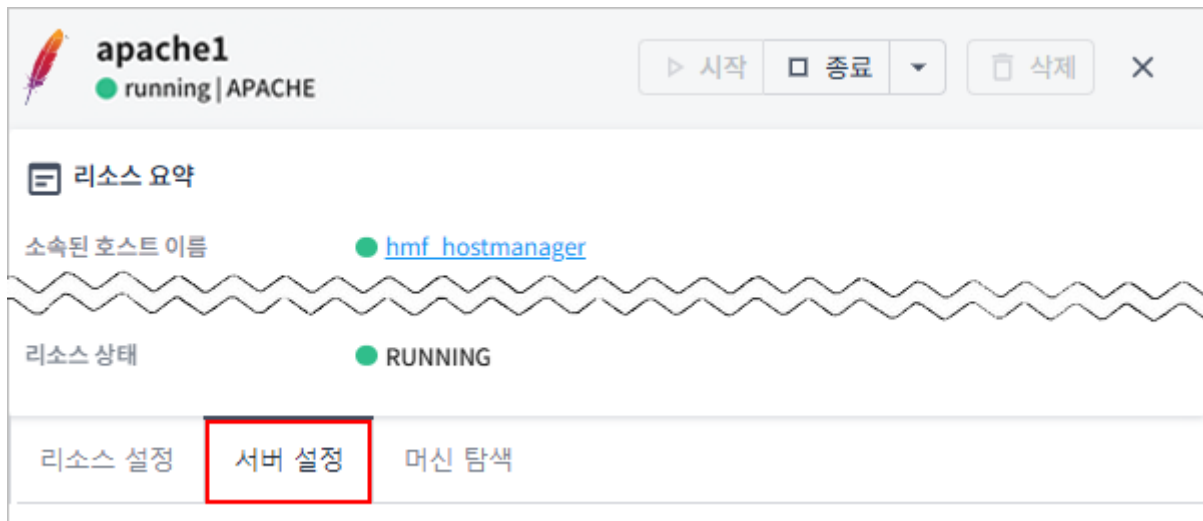 apache1
running | APACHE
시작 종료 삭제
리소스 요약
소속된 호스트 이름 hmf_hostmanager
리소스 상태 RUNNING
리소스 설정 서버 설정 머신 탐색